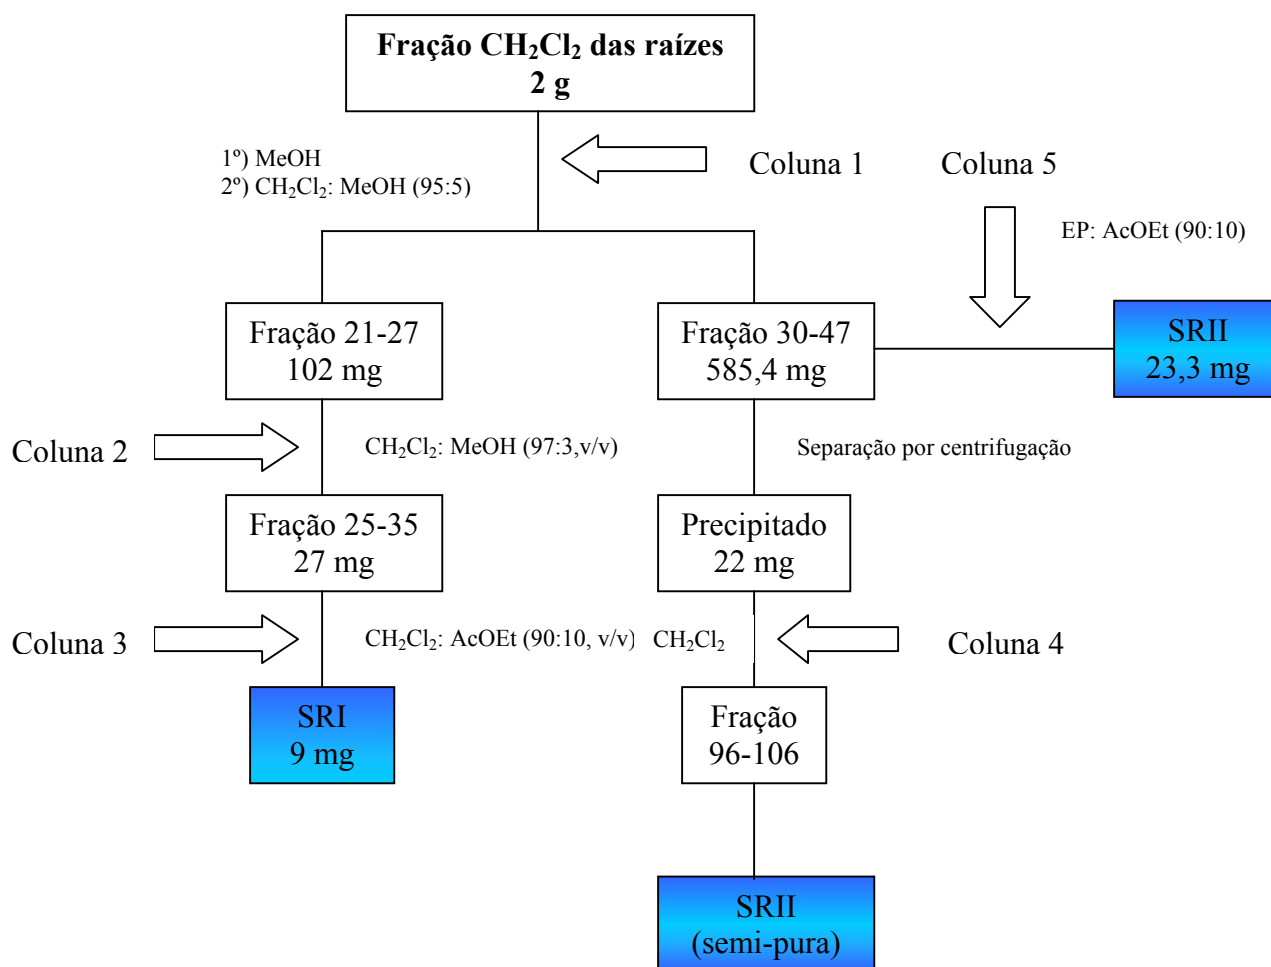 Fração CH₂Cl₂ das raízes
2 g
1º) MeOH
2º) CH₂Cl₂: MeOH (95:5)
Coluna 1
Coluna 5
EP: AcOEt (90:10)
Fração 21-27
102 mg
Fração 30-47
585,4 mg
SRII
23,3 mg
Coluna 2
CH₂Cl₂: MeOH (97:3,v/v)
Separação por centrifugação
Fração 25-35
27 mg
Precipitado
22 mg
Coluna 3
CH₂Cl₂: AcOEt (90:10, v/v)
CH₂Cl₂
Coluna 4
SRI
9 mg
Fração
96-106
SRII
(semi-pura)